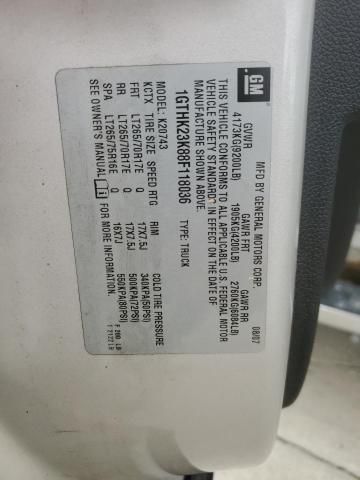 GM
MFD BY GENERAL MOTORS CORP. 08/07
GVWR GAWR FRT GAWR RR
4173KG(9200LB) 1905KG(4200LB) 2760KG(6084LB)
THIS VEHICLE CONFORMS TO ALL APPLICABLE U.S. FEDERAL MOTOR
VEHICLE SAFETY STANDARDS IN EFFECT ON THE DATE OF
MANUFACTURE SHOWN ABOVE.
1GTHK23K88F118036 TYPE: TRUCK
MODEL: K20743
KCTX TIRE SIZE SPEED RTG RIM COLD TIRE PRESSURE
FRT LT265/70R17E Q 17X7.5J 340KPA(50PSI)
RR LT265/70R17E Q 17X7.5J 500KPA(72PSI)
SPA LT265/75R16E Q 16X7J 550KPA(80PSI)
SEE OWNER'S MANUAL i FOR MORE INFORMATION.